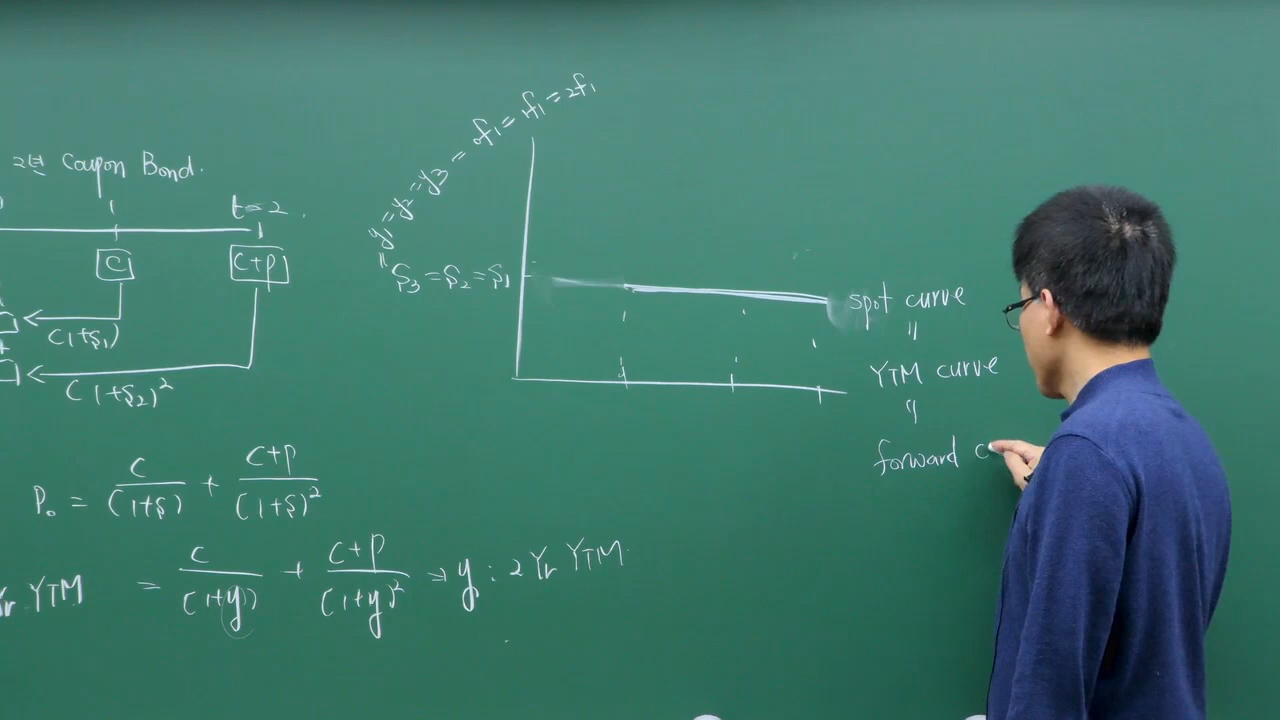 2년 Coupon Bond.
1 t=2.
C C+P
C(1+S₁)
C(1+S₂)²
P₀ = C/(1+S) + C+P/(1+S)²
Yr YTM = C/(1+y) + C+P/(1+y)² → y : 2 Yr YTM.
y₁ = y₂ = y₃ = ₀f₁ = ₁f₁ = ₂f₁
"
S₃ = S₂ = S₁
spot curve
"
YTM curve
"
forward c